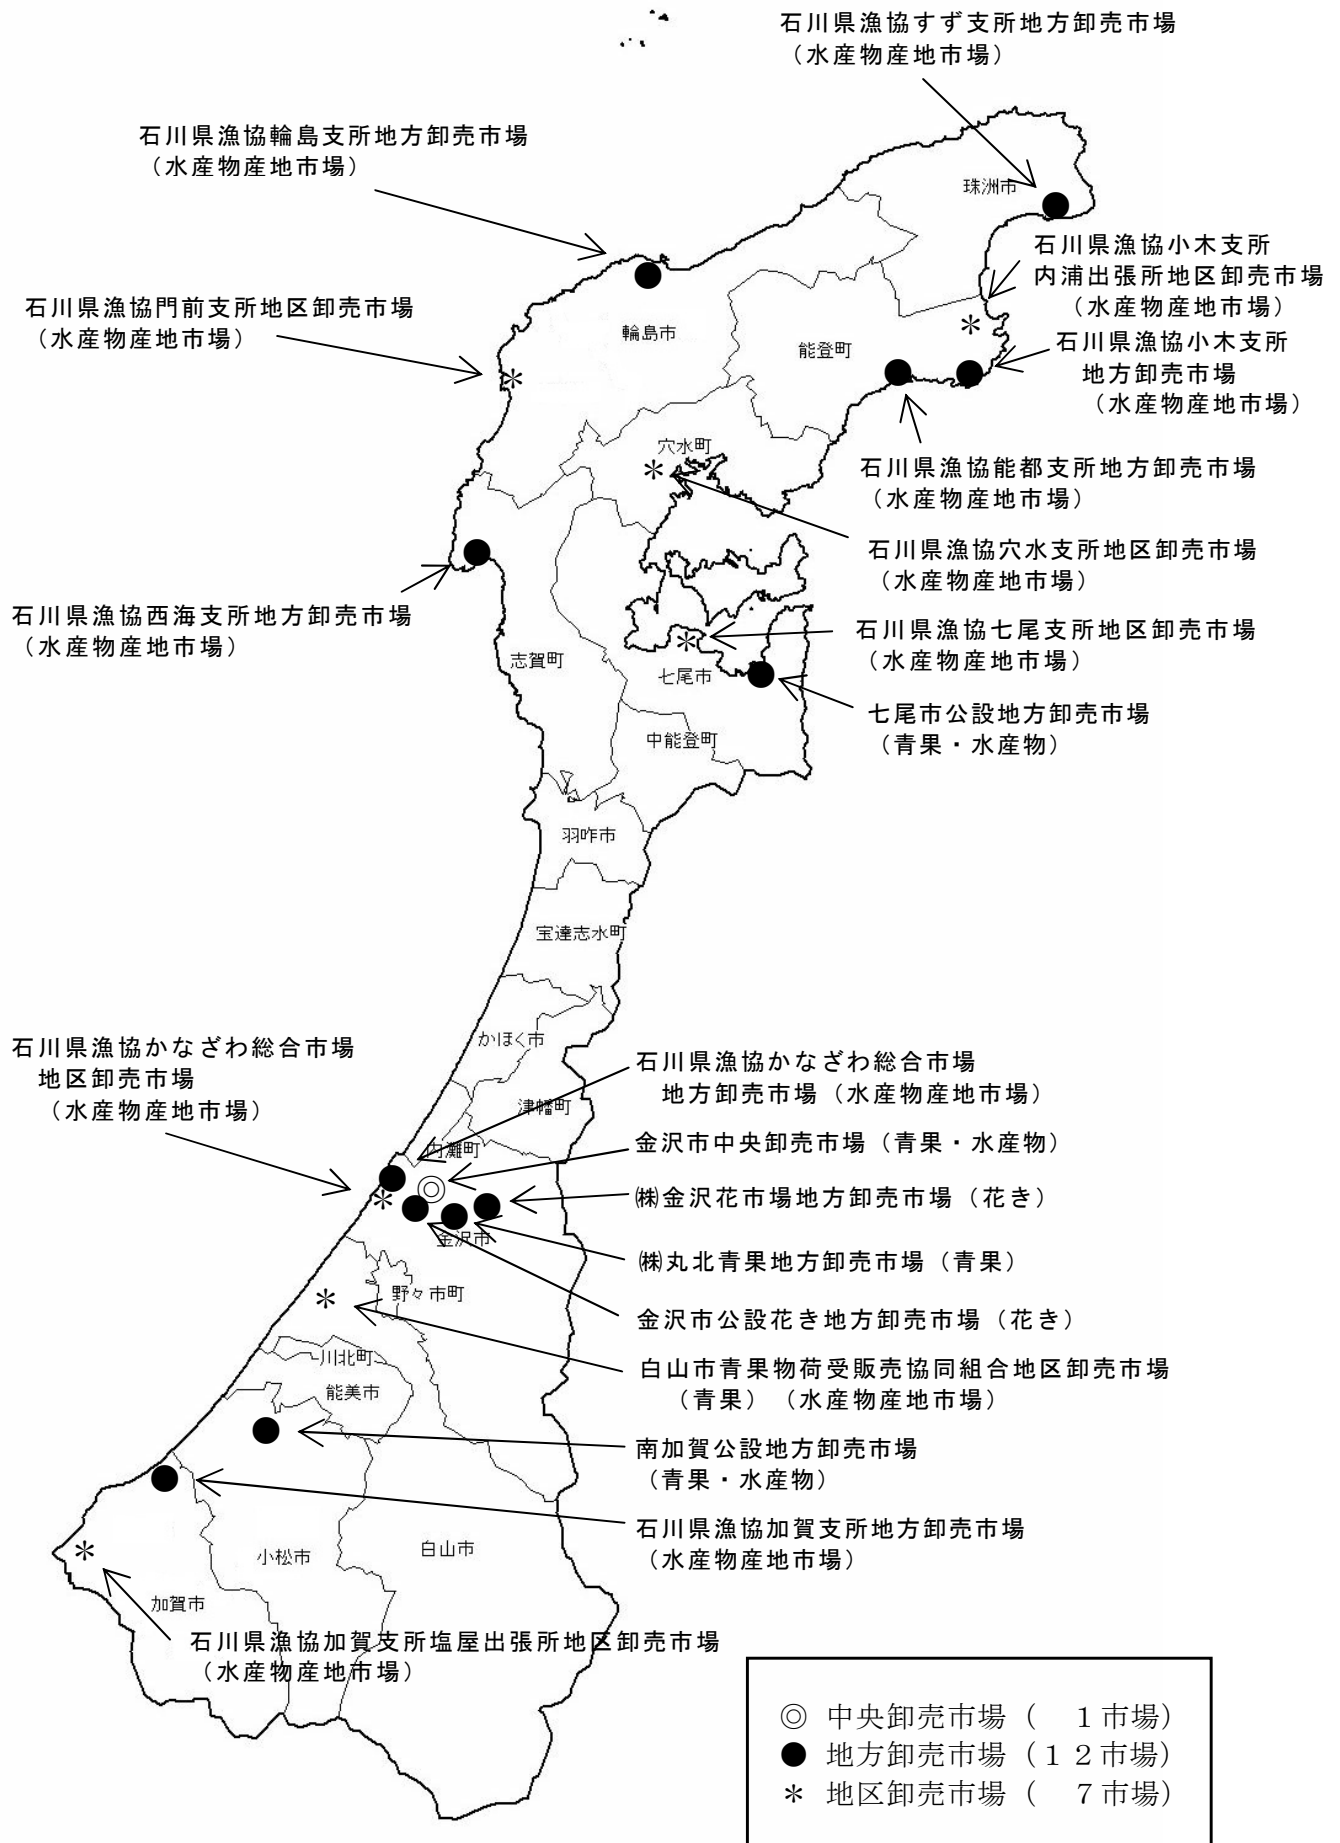 石川県漁協すず支所地方卸売市場
（水産物産地市場）
石川県漁協輪島支所地方卸売市場
（水産物産地市場）
珠洲市
石川県漁協小木支所
内浦出張所地区卸売市場
（水産物産地市場）
石川県漁協門前支所地区卸売市場
（水産物産地市場）
輪島市
能登町
石川県漁協小木支所
地方卸売市場
（水産物産地市場）
穴水町
石川県漁協能都支所地方卸売市場
（水産物産地市場）
石川県漁協穴水支所地区卸売市場
（水産物産地市場）
石川県漁協西海支所地方卸売市場
（水産物産地市場）
石川県漁協七尾支所地区卸売市場
（水産物産地市場）
志賀町
七尾市
七尾市公設地方卸売市場
（青果・水産物）
中能登町
羽咋市
宝達志水町
かほく市
石川県漁協かなざわ総合市場
地区卸売市場
（水産物産地市場）
石川県漁協かなざわ総合市場
地方卸売市場（水産物産地市場）
津幡町
内灘町
金沢市中央卸売市場（青果・水産物）
㈱金沢花市場地方卸売市場（花き）
金沢市
㈱丸北青果地方卸売市場（青果）
野々市町
金沢市公設花き地方卸売市場（花き）
川北町
白山市青果物荷受販売協同組合地区卸売市場
（青果）（水産物産地市場）
能美市
南加賀公設地方卸売市場
（青果・水産物）
石川県漁協加賀支所地方卸売市場
（水産物産地市場）
小松市
白山市
加賀市
石川県漁協加賀支所塩屋出張所地区卸売市場
（水産物産地市場）
◎ 中央卸売市場（　１市場）
● 地方卸売市場（１２市場）
＊ 地区卸売市場（　７市場）